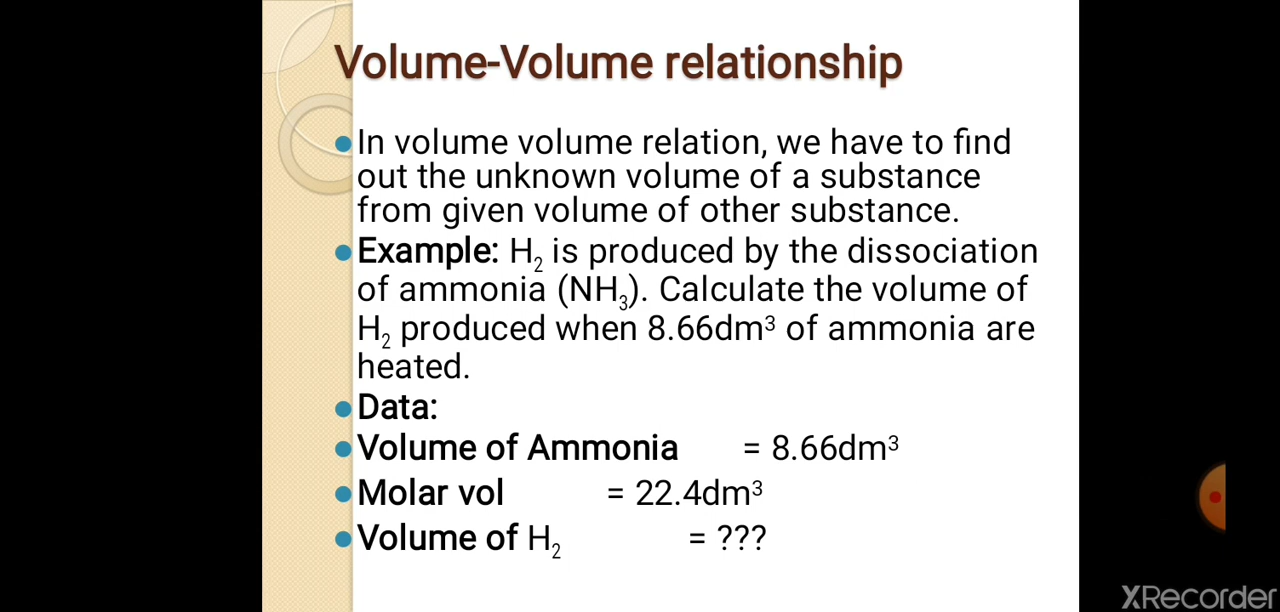 Volume-Volume relationship
In volume volume relation, we have to find
out the unknown volume of a substance
from given volume of other substance.
Example: H₂ is produced by the dissociation
of ammonia (NH₃). Calculate the volume of
H₂ produced when 8.66dm³ of ammonia are
heated.
Data:
Volume of Ammonia = 8.66dm³
Molar vol = 22.4dm³
Volume of H₂ = ???
XRecorder